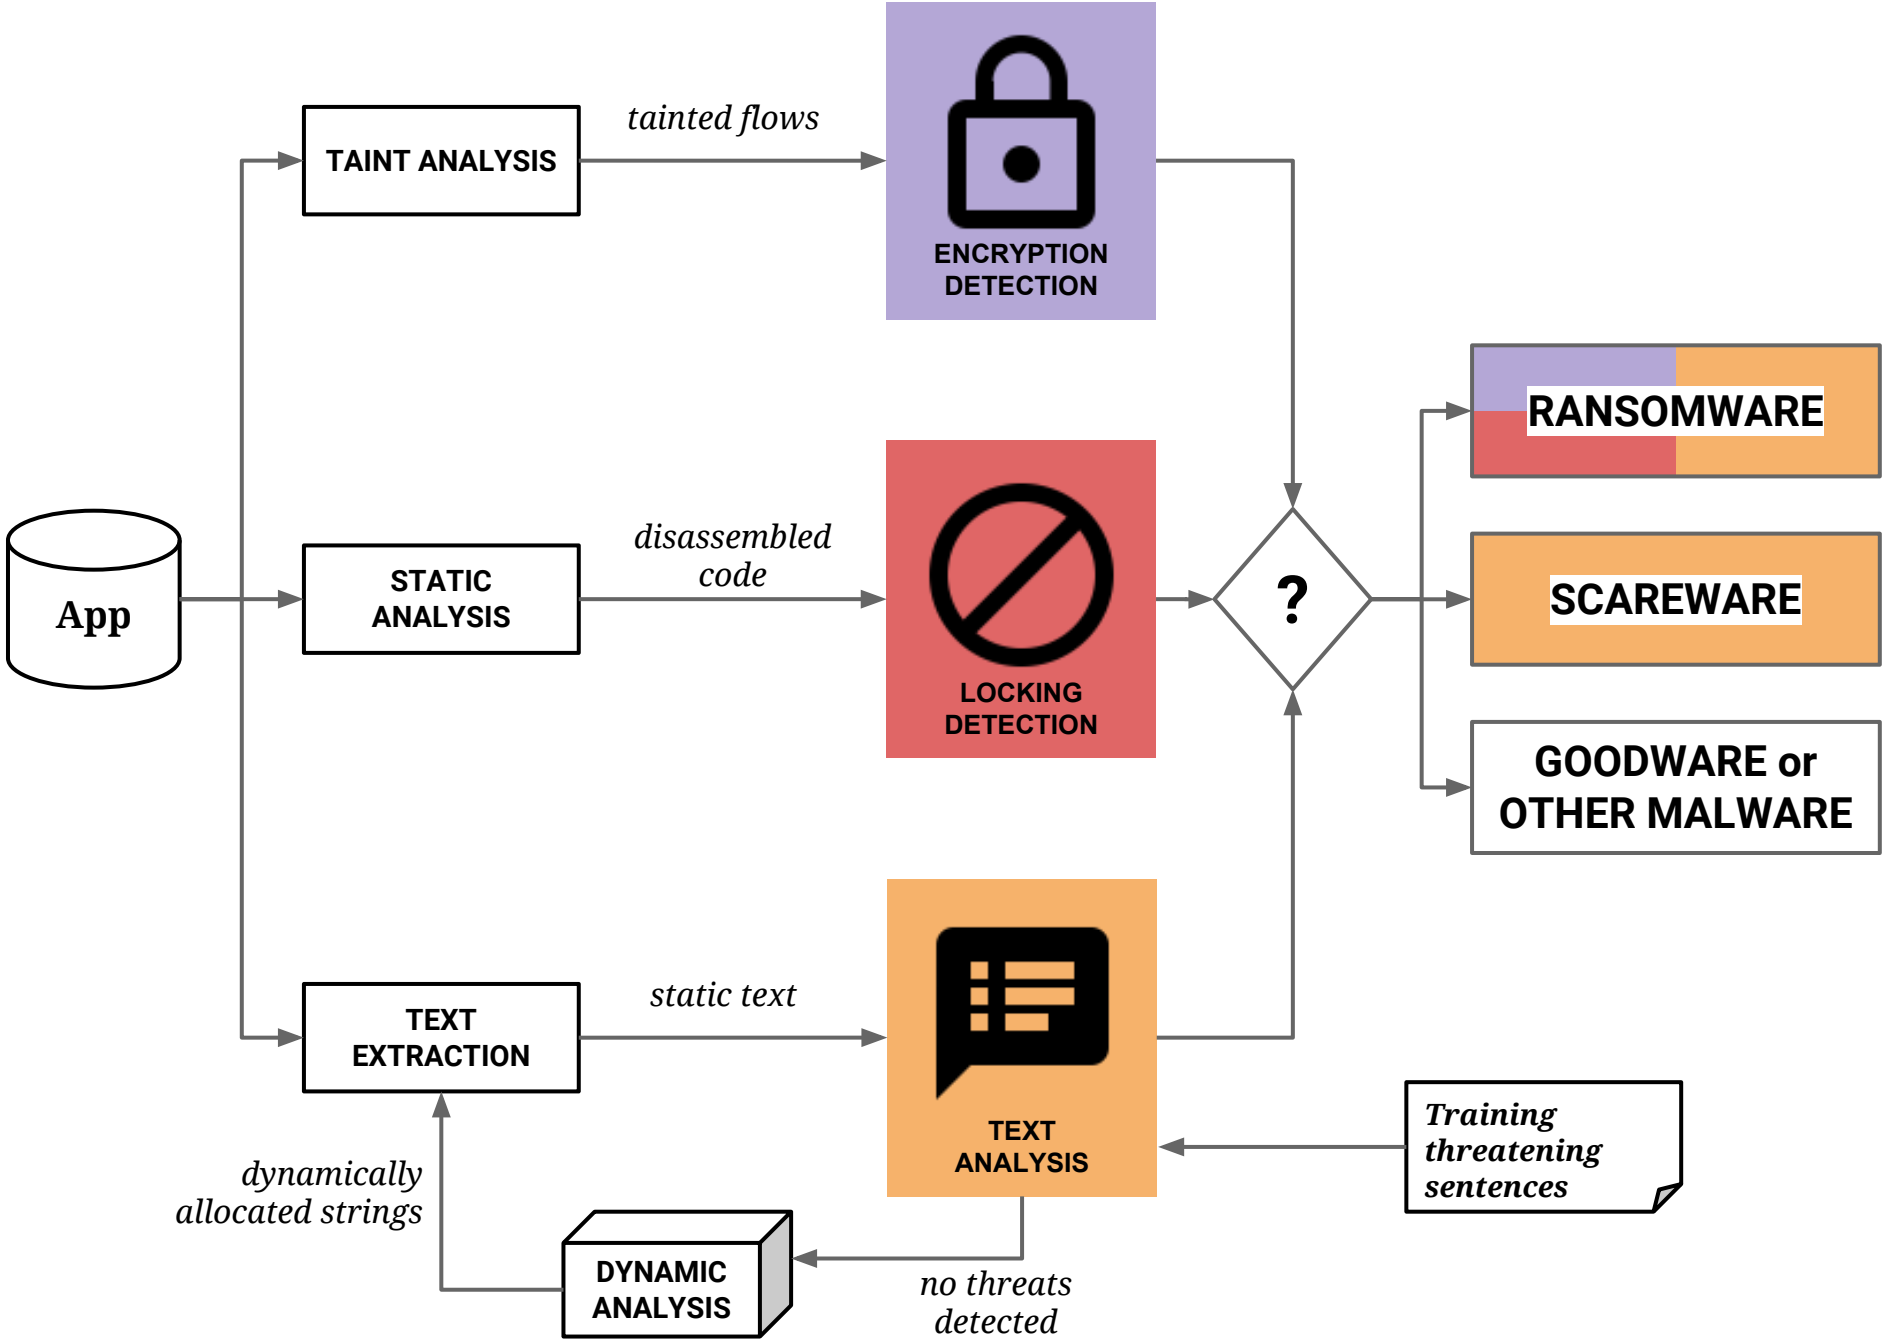 TAINT ANALYSIS
tainted flows
ENCRYPTION
DETECTION
App
STATIC
ANALYSIS
disassembled
code
LOCKING
DETECTION
?
RANSOMWARE
SCAREWARE
GOODWARE or
OTHER MALWARE
TEXT
EXTRACTION
static text
TEXT
ANALYSIS
Training
threatening
sentences
dynamically
allocated strings
DYNAMIC
ANALYSIS
no threats
detected